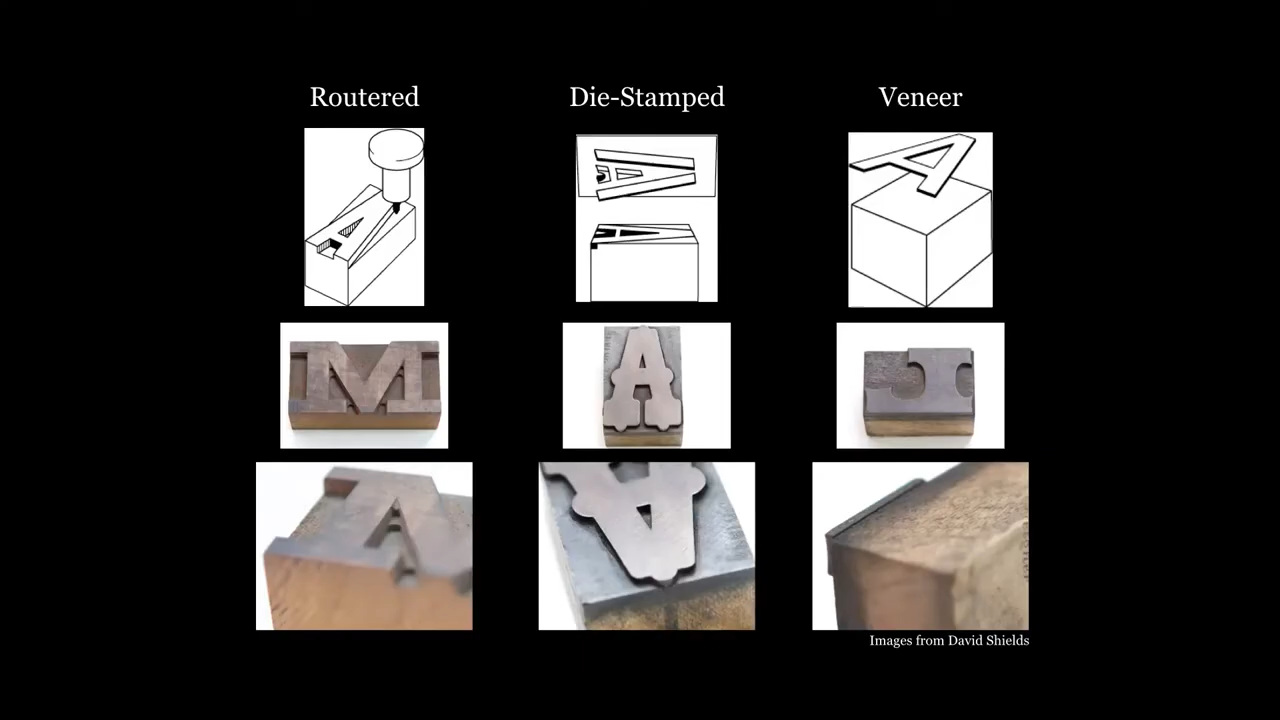 Routered
Die-Stamped
Veneer
A
A
A
A
M
A
Images from David Shields